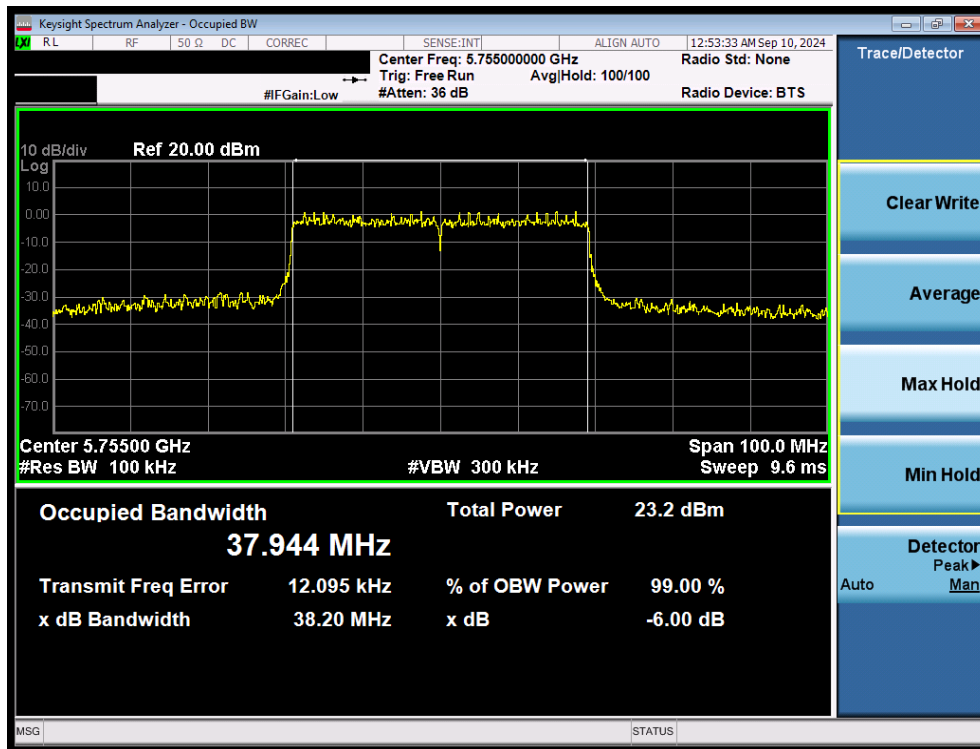 Keysight Spectrum Analyzer - Occupied BW
LXI RL RF 50 Ω DC CORREC SENSE:INT ALIGN AUTO 12:53:33 AM Sep 10, 2024
Center Freq: 5.755000000 GHz Radio Std: None
Trig: Free Run Avg|Hold: 100/100
#IFGain:Low #Atten: 36 dB Radio Device: BTS
10 dB/div Ref 20.00 dBm
Log
10.0
0.00
-10.0
-20.0
-30.0
-40.0
-50.0
-60.0
-70.0
Center 5.75500 GHz Span 100.0 MHz
#Res BW 100 kHz #VBW 300 kHz Sweep 9.6 ms
Occupied Bandwidth Total Power 23.2 dBm
37.944 MHz
Transmit Freq Error 12.095 kHz % of OBW Power 99.00 %
x dB Bandwidth 38.20 MHz x dB -6.00 dB
MSG STATUS
Trace/Detector
Clear Write
Average
Max Hold
Min Hold
Detector
Peak▶
Auto Man